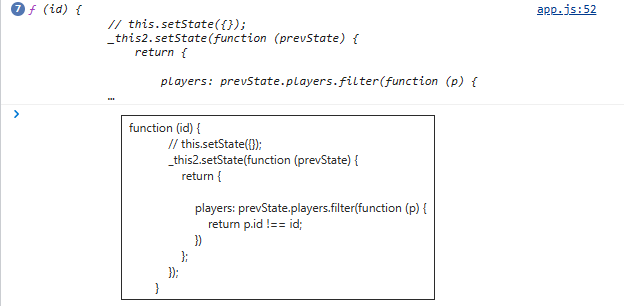 7 ƒ (id) { app.js:52
// this.setState({});
_this2.setState(function (prevState) {
return {
players: prevState.players.filter(function (p) {
…
>
function (id) {
// this.setState({});
_this2.setState(function (prevState) {
return {
players: prevState.players.filter(function (p) {
return p.id !== id;
})
};
});
}